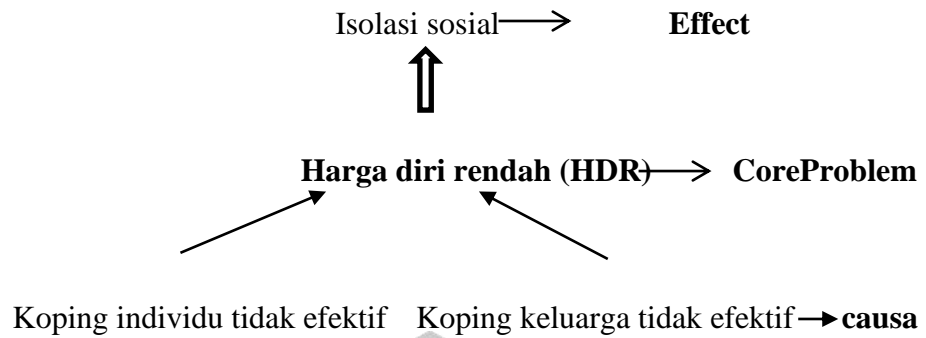 Isolasi sosial Effect
Harga diri rendah (HDR) CoreProblem
Koping individu tidak efektif Koping keluarga tidak efektif causa